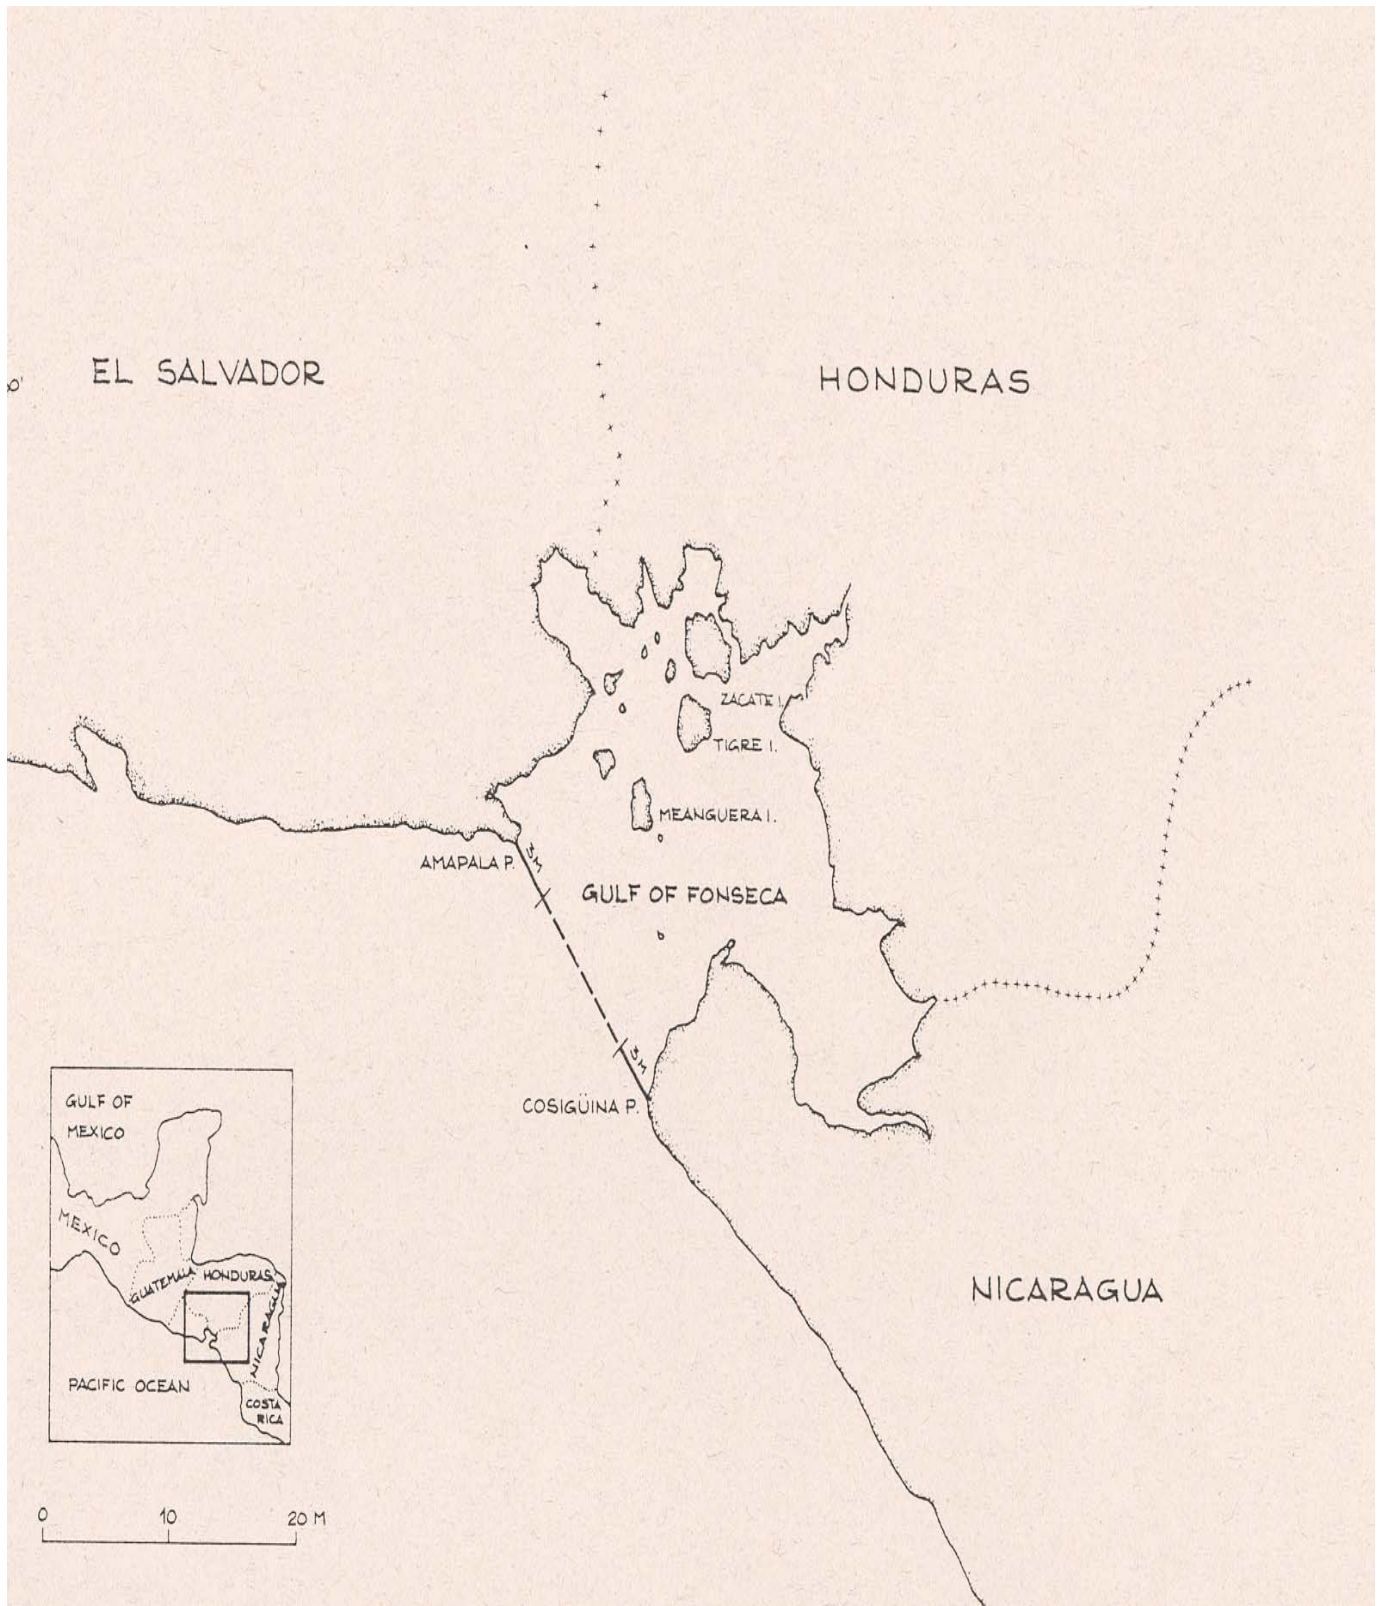 EL SALVADOR
HONDURAS
ZACATE I.
TIGRE I.
MEANGUERA I.
AMAPALA P.
3M
GULF OF FONSECA
3M
COSIGÜINA P.
GULF OF
MEXICO
MEXICO
GUATEMALA
HONDURAS
NICARAGUA
PACIFIC OCEAN
COSTA
RICA
NICARAGUA
0 10 20 M